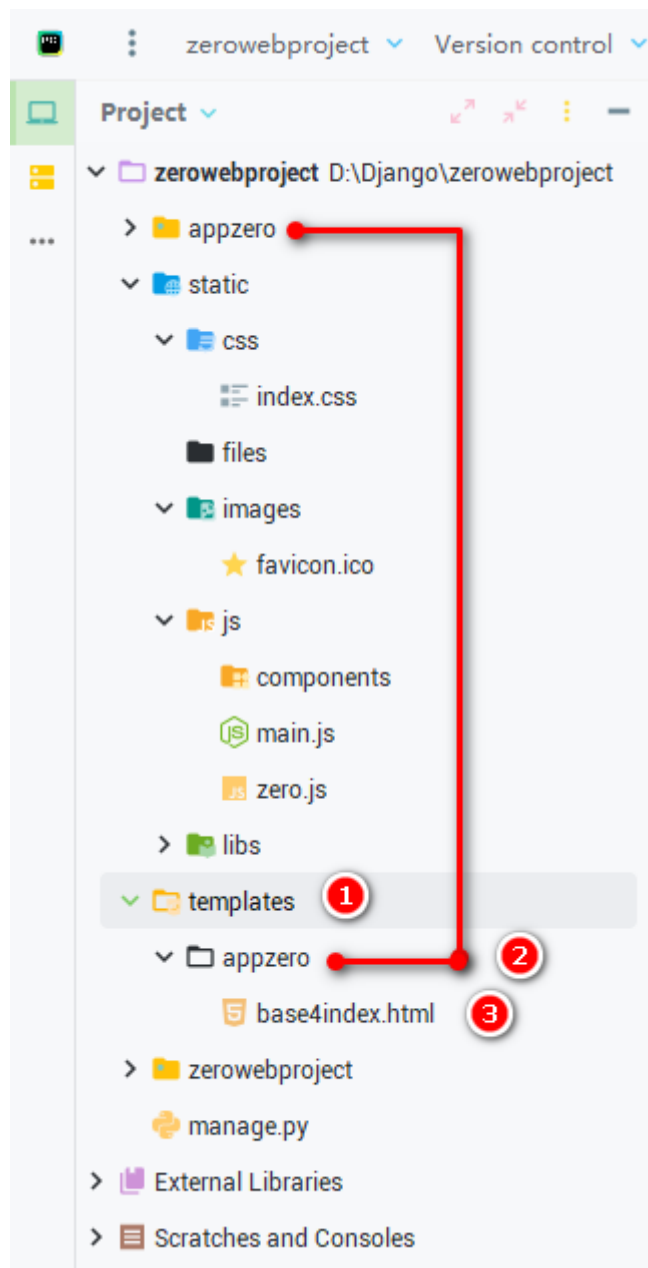 zerowebproject Version control
Project
zerowebproject D:\Django\zerowebproject
appzero
static
css
index.css
files
images
favicon.ico
js
components
main.js
zero.js
libs
templates 1
appzero 2
base4index.html 3
zerowebproject
manage.py
External Libraries
Scratches and Consoles